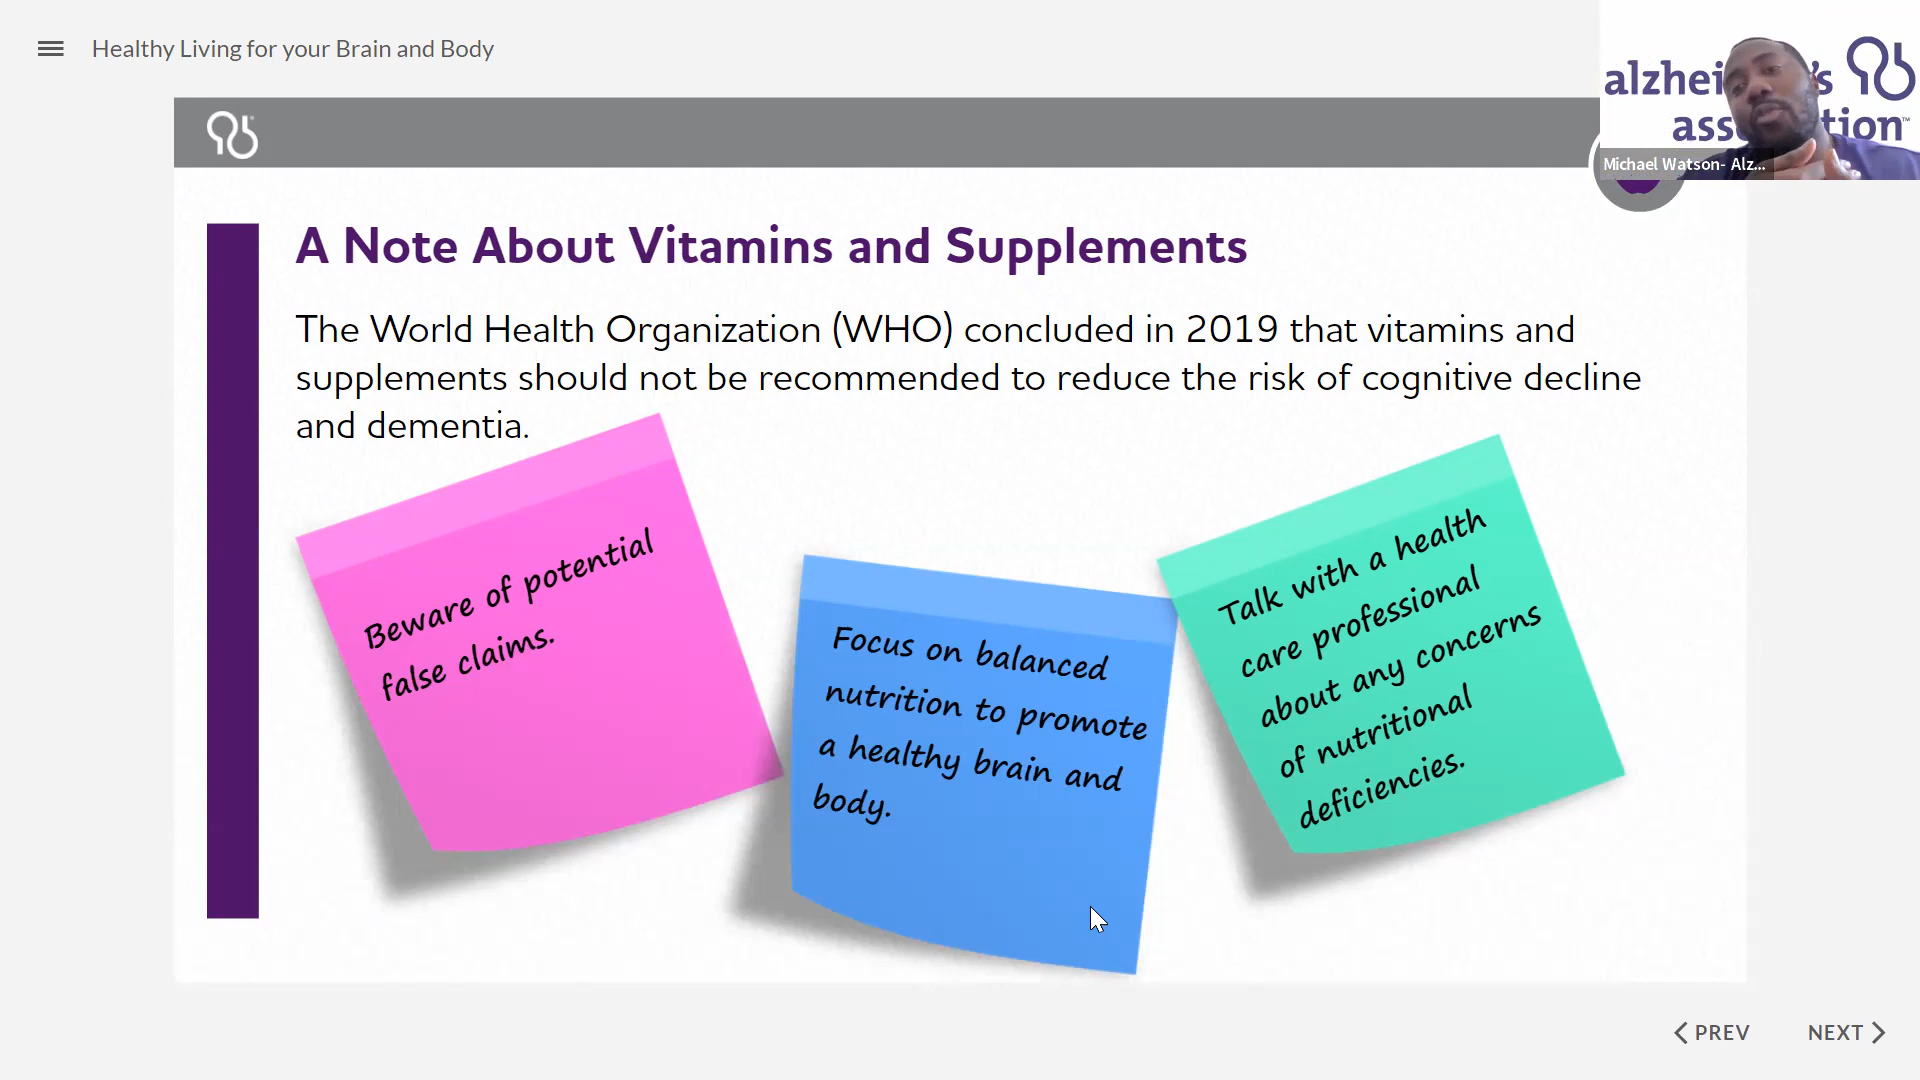 Healthy Living for your Brain and Body
alzhei 's
ass tion™
Michael Watson- Alz...
A Note About Vitamins and Supplements
The World Health Organization (WHO) concluded in 2019 that vitamins and
supplements should not be recommended to reduce the risk of cognitive decline
and dementia.
Beware of potential
false claims.
Focus on balanced
nutrition to promote
a healthy brain and
body.
Talk with a health
care professional
about any concerns
of nutritional
deficiencies.
PREV
NEXT